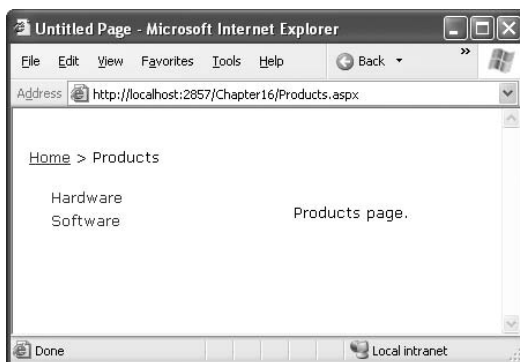 Untitled Page - Microsoft Internet Explorer
File Edit View Favorites Tools Help Back »
Address http://localhost:2857/Chapter16/Products.aspx
Home > Products
Hardware
Software
Products page.
Done Local intranet